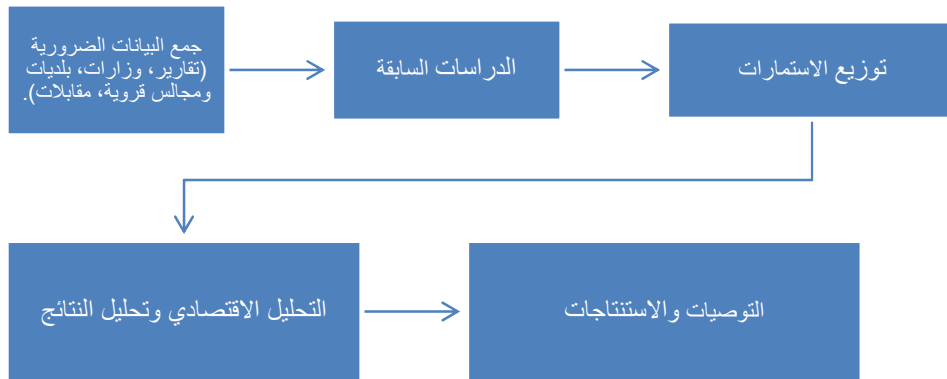 جمع البيانات الضرورية
(تقارير، وزارات، بلديات
ومجالس قروية، مقابلات).
الدراسات السابقة
توزيع الاستمارات
التحليل الاقتصادي وتحليل النتائج
التوصيات والاستنتاجات